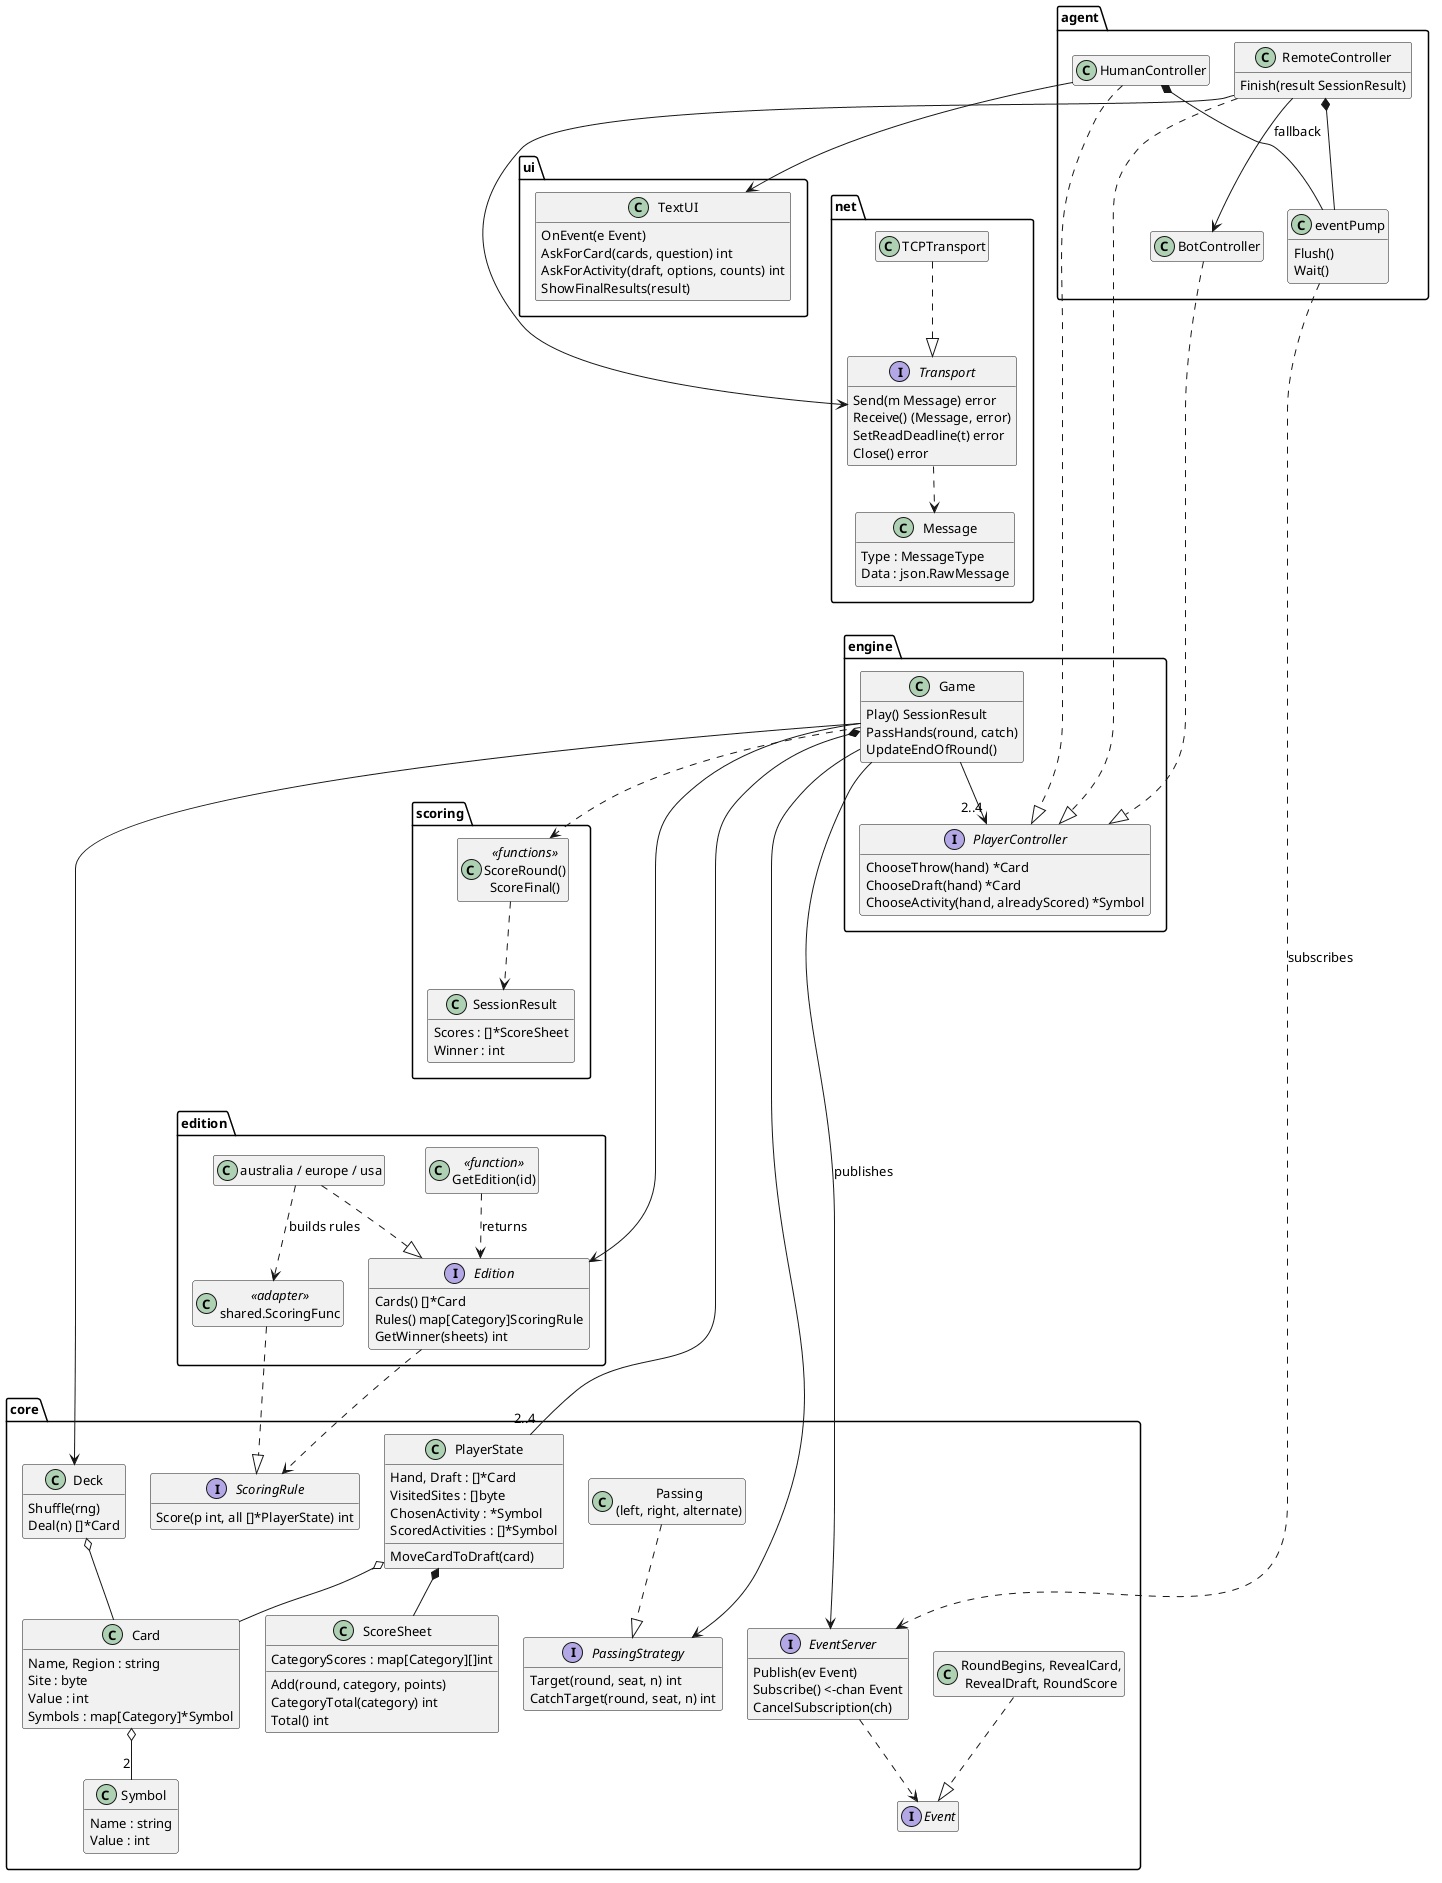 agent
C HumanController
C RemoteController
Finish(result SessionResult)
fallback
C BotController
C eventPump
Flush()
Wait()
ui
C TextUI
OnEvent(e Event)
AskForCard(cards, question) int
AskForActivity(draft, options, counts) int
ShowFinalResults(result)
net
C TCPTransport
I Transport
Send(m Message) error
Receive() (Message, error)
SetReadDeadline(t) error
Close() error
C Message
Type : MessageType
Data : json.RawMessage
engine
C Game
Play() SessionResult
PassHands(round, catch)
UpdateEndOfRound()
2..4
I PlayerController
ChooseThrow(hand) *Card
ChooseDraft(hand) *Card
ChooseActivity(hand, alreadyScored) *Symbol
scoring
«functions»
C ScoreRound()
ScoreFinal()
C SessionResult
Scores : []*ScoreSheet
Winner : int
subscribes
publishes
edition
C australia / europe / usa
«function»
C GetEdition(id)
builds rules
returns
«adapter»
C shared.ScoringFunc
I Edition
Cards() []*Card
Rules() map[Category]ScoringRule
GetWinner(sheets) int
core
2..4
C Deck
Shuffle(rng)
Deal(n) []*Card
I ScoringRule
Score(p int, all []*PlayerState) int
C PlayerState
Hand, Draft : []*Card
VisitedSites : []byte
ChosenActivity : *Symbol
ScoredActivities : []*Symbol
MoveCardToDraft(card)
C Passing
(left, right, alternate)
C Card
Name, Region : string
Site : byte
Value : int
Symbols : map[Category]*Symbol
C ScoreSheet
CategoryScores : map[Category][]int
Add(round, category, points)
CategoryTotal(category) int
Total() int
I PassingStrategy
Target(round, seat, n) int
CatchTarget(round, seat, n) int
I EventServer
Publish(ev Event)
Subscribe() <-chan Event
CancelSubscription(ch)
C RoundBegins, RevealCard,
RevealDraft, RoundScore
2
C Symbol
Name : string
Value : int
I Event